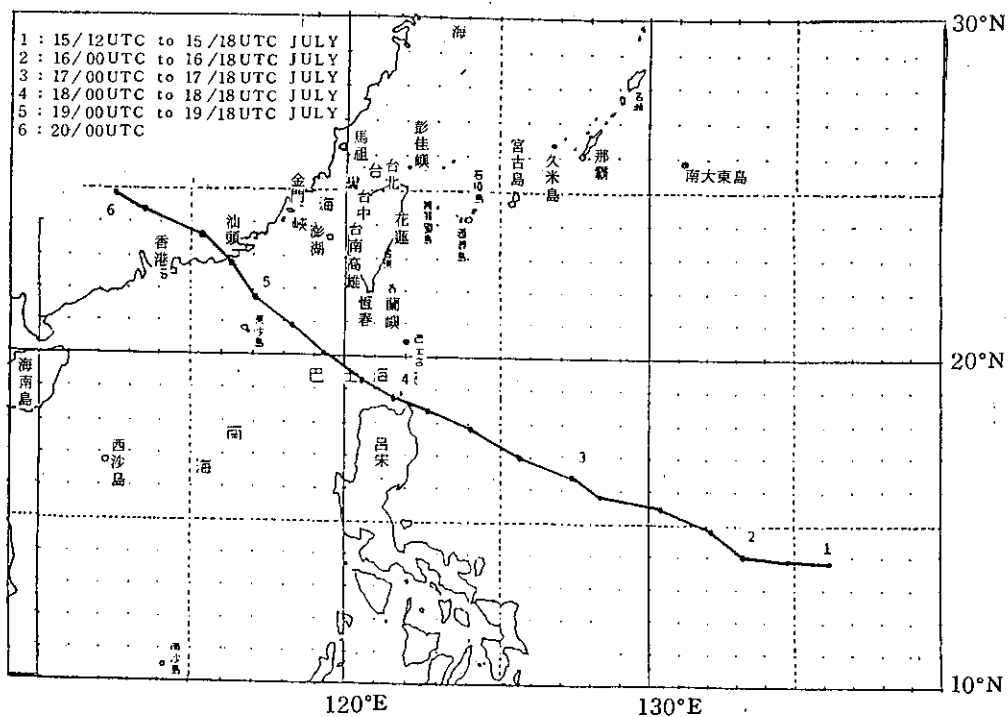 1 : 15/12UTC to 15/18UTC JULY
2 : 16/00UTC to 16/18UTC JULY
3 : 17/00UTC to 17/18UTC JULY
4 : 18/00UTC to 18/18UTC JULY
5 : 19/00UTC to 19/18UTC JULY
6 : 20/00UTC
30°N
海
馬祖
彭佳嶼
宮古島
久米島
那霸
南大東島
台
台北
金門
海
台中
花蓮
峽
澎湖
台南
高雄
汕頭
香港
6
5
恆春
蘭嶼
20°N
海南島
巴士海
4
呂宋
西沙島
南
海
3
2
1
10°N
120°E
130°E